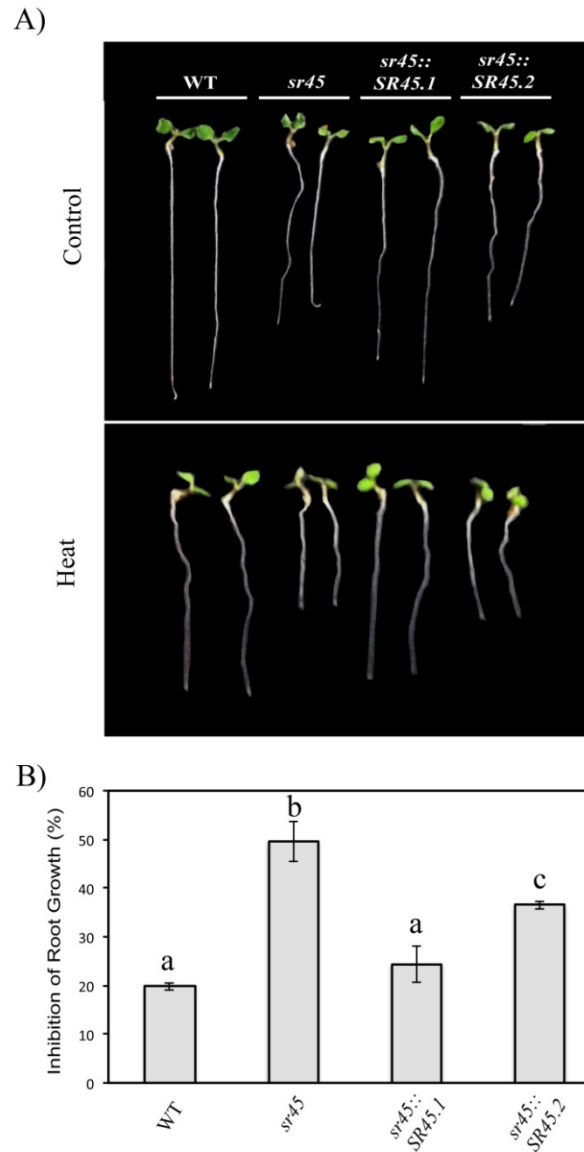 A)
WT
sr45
sr45::
SR45.1
sr45::
SR45.2
Control
Heat
B)
Inhibition of Root Growth (%)
60
50
40
30
20
10
0
a
b
a
c
WT
sr45
sr45::
SR45.1
sr45::
SR45.2